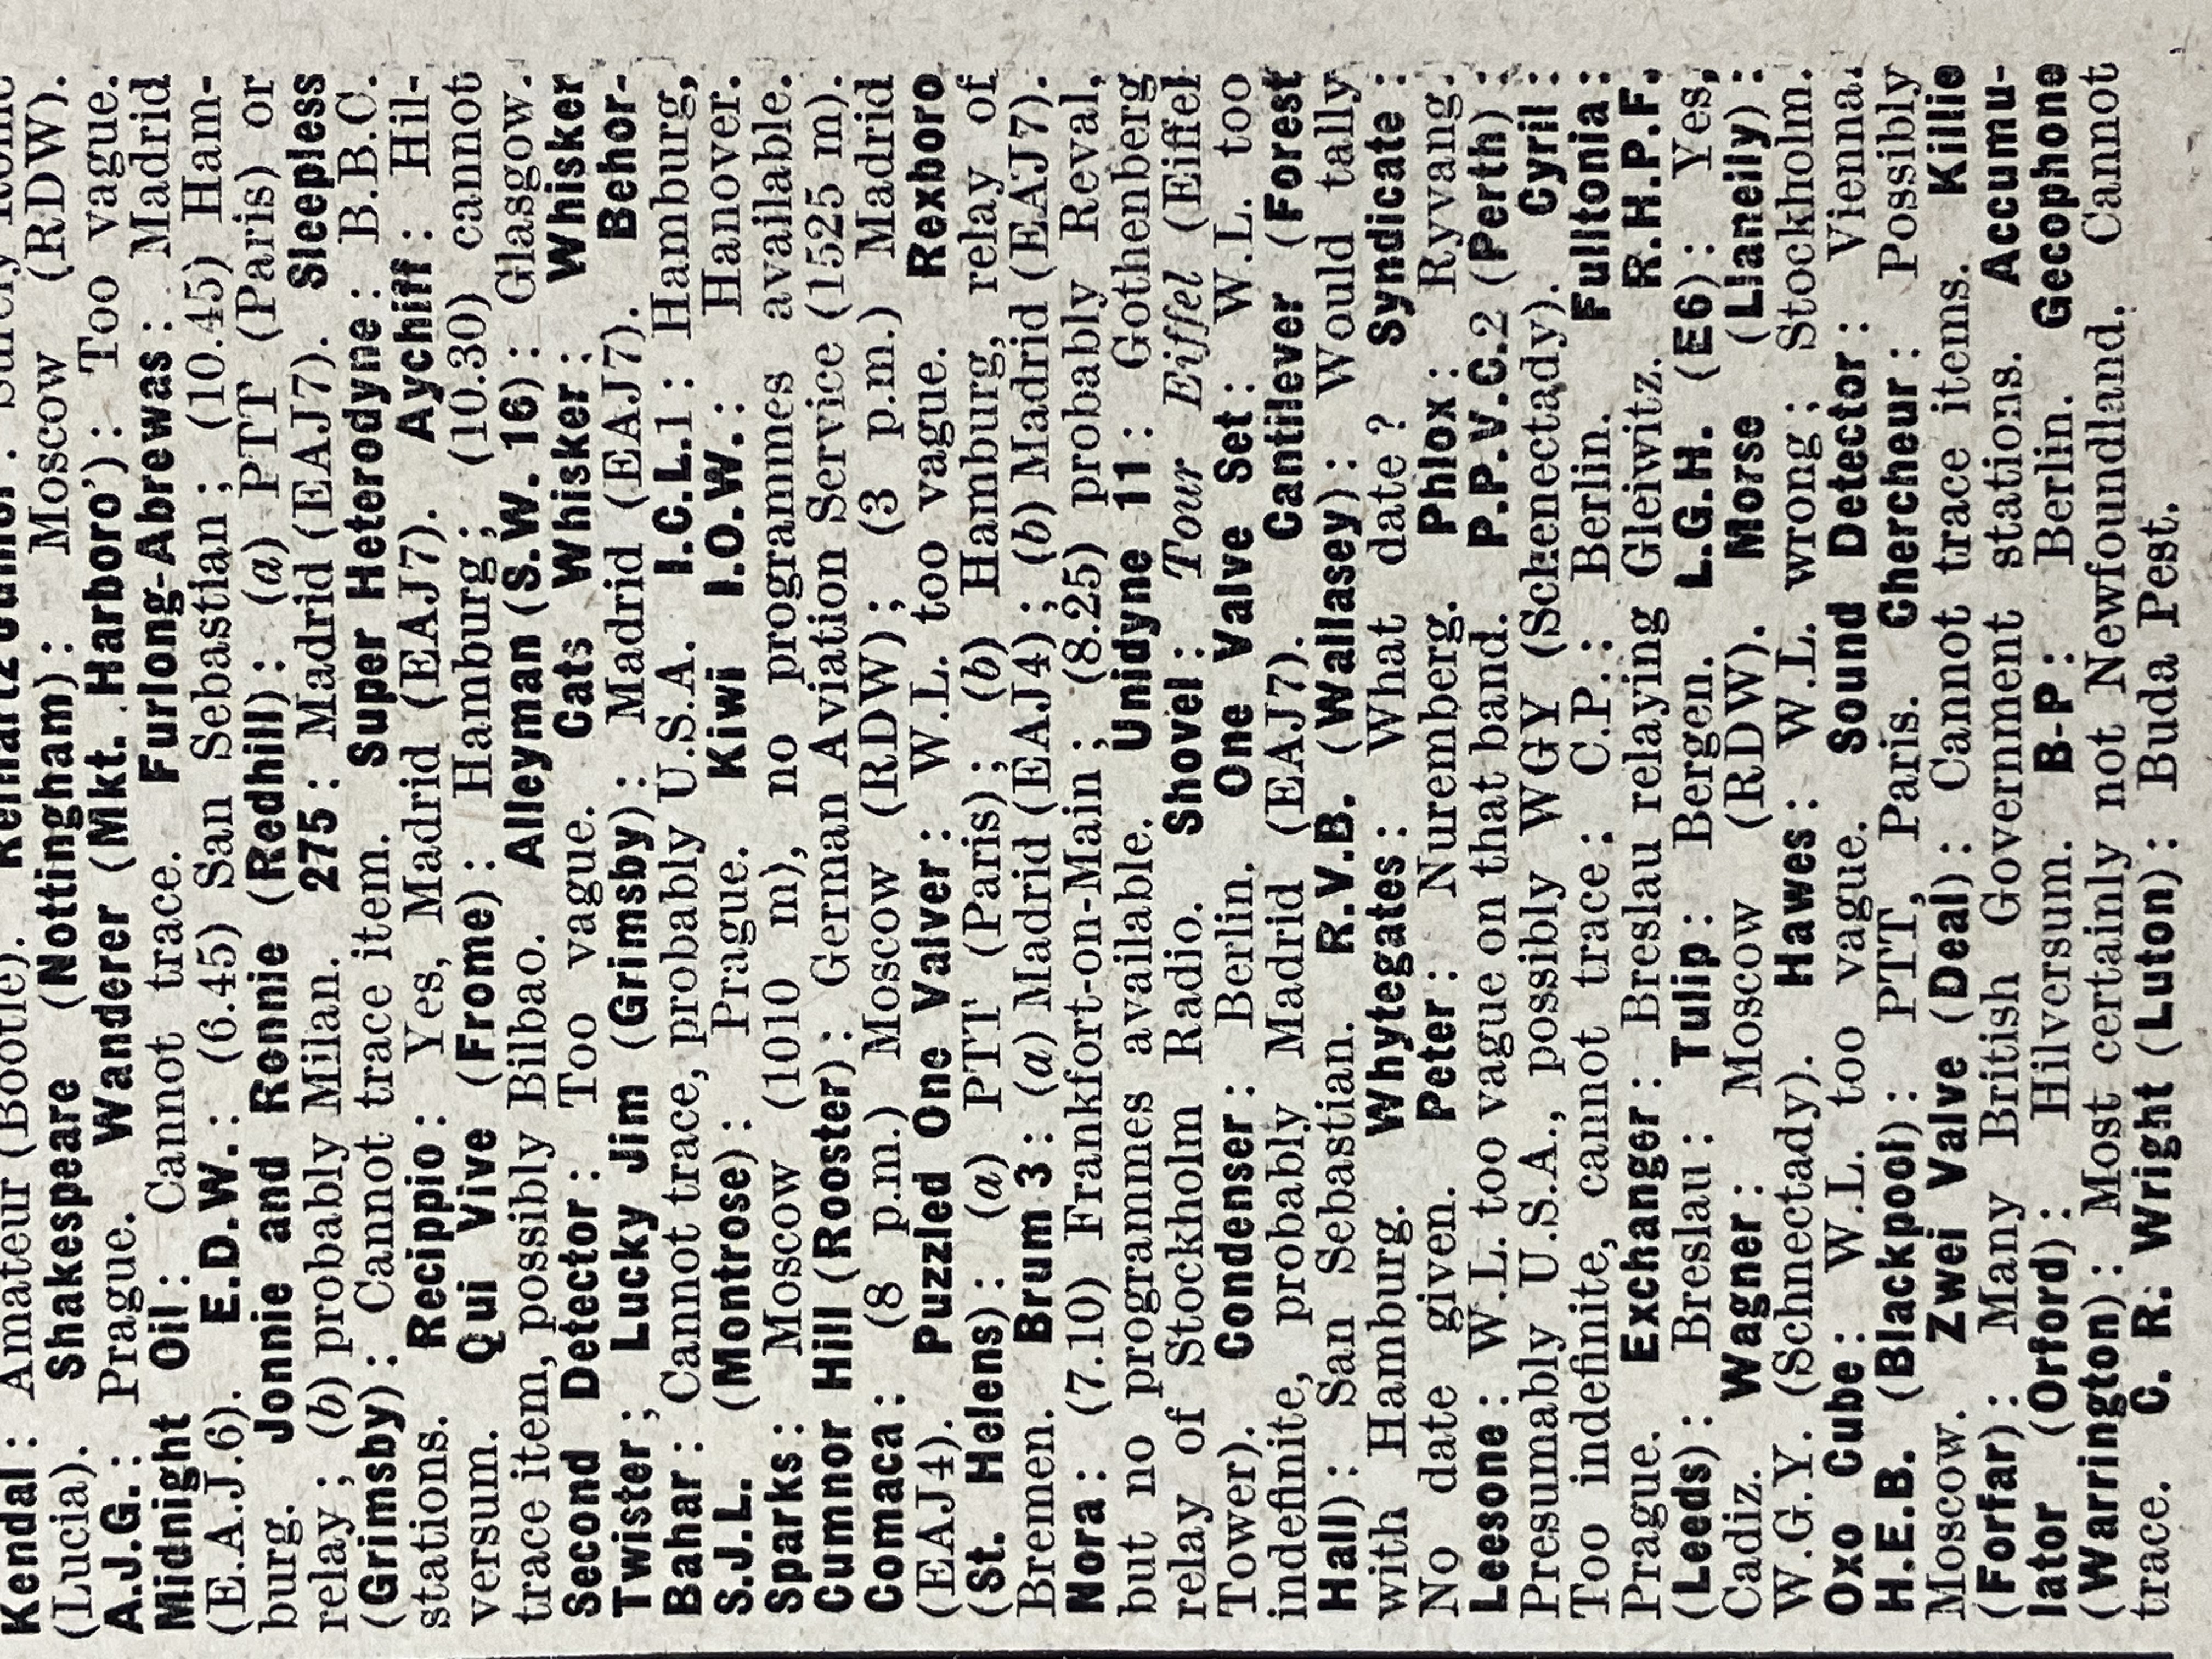 Kendal : Amateur (Bootle). Reinartz Junior : Surely Rome
(Lucia). Shakespeare (Nottingham) : Moscow (RDW).
A.J.G. : Prague. Wanderer (Mkt. Harboro') : Too vague.
Midnight Oil : Cannot trace. Furlong-Abrewas : Madrid
(E.A.J.6). E.D.W. : (6.45) San Sebastian ; (10.45) Ham-
burg. Jonnie and Ronnie (Redhill) : (a) PTT (Paris) or
relay ; (b) probably Milan. 275 : Madrid (EAJ7). Sleepless
(Grimsby) : Cannot trace item. Super Heterodyne : B.B.C.
stations. Recippio : Yes, Madrid (EAJ7). Aychiff : Hil-
versum. Qui Vive (Frome) : Hamburg ; (10.30) cannot
trace item, possibly Bilbao. Alleyman (S.W. 16) : Glasgow.
Second Detector : Too vague. Cats Whisker : Whisker
Twister ; Lucky Jim (Grimsby) : Madrid (EAJ7). Behor-
Bahar : Cannot trace, probably U.S.A. I.C.L.1 : Hamburg,
S.J.L. (Montrose) : Prague. Kiwi I.O.W. : Hanover.
Sparks : Moscow (1010 m), no programmes available.
Cumnor Hill (Rooster) : German Aviation Service (1525 m).
Comaca : (8 p.m.) Moscow (RDW) ; (3 p.m.) Madrid
(EAJ4). Puzzled One Valver : W.L. too vague. Rexboro
(St. Helens) : (a) PTT (Paris) ; (b) Hamburg, relay of
Bremen. Brum 3 : (a) Madrid (EAJ4) ; (b) Madrid (EAJ7).
Nora : (7.10) Frankfort-on-Main ; (8.25) probably Reval,
but no programmes available. Unidyne 11 : Gothenberg
relay of Stockholm Radio. Shovel : Tour Eiffel (Eiffel
Tower). Condenser : Berlin. One Valve Set : W.L. too
indefinite, probably Madrid (EAJ7). Cantilever (Forest
Hall) : San Sebastian. R.V.B. (Wallasey) : Would tally
with Hamburg. Whytegates : What date ? Syndicate :
No date given. Peter : Nuremberg. Phlox : Ryvang.
Leesone : W.L. too vague on that band. P.P.V.C.2 (Perth) :
Presumably U.S.A., possibly WGY (Schenectady). Cyril :
Too indefinite, cannot trace : C.P. : Berlin. Fulltonia :
Prague. Exchanger : Breslau relaying Gleiwitz. R.H.P.F.
(Leeds) : Breslau : Tulip : Bergen. L.G.H. (E6) : Yes,
Cadiz. Wagner : Moscow (RDW). Morse (Llanelly) :
W.G.Y. (Schnectady). Hawes : W.L. wrong ; Stockholm.
Oxo Cube : W.L. too vague. Sound Detector : Vienna.
H.E.B. (Blackpool) : PTT, Paris. Chercheur : Possibly
Moscow. Zwei Valve (Deal) : Cannot trace items. Killie
(Forfar) : Many British Government stations. Accumu-
lator (Orford) : Hilversum. B-P : Berlin. Gecophone
(Warrington) : Most certainly not Newfoundland. Cannot
trace. C. R. Wright (Luton) : Buda Pest.